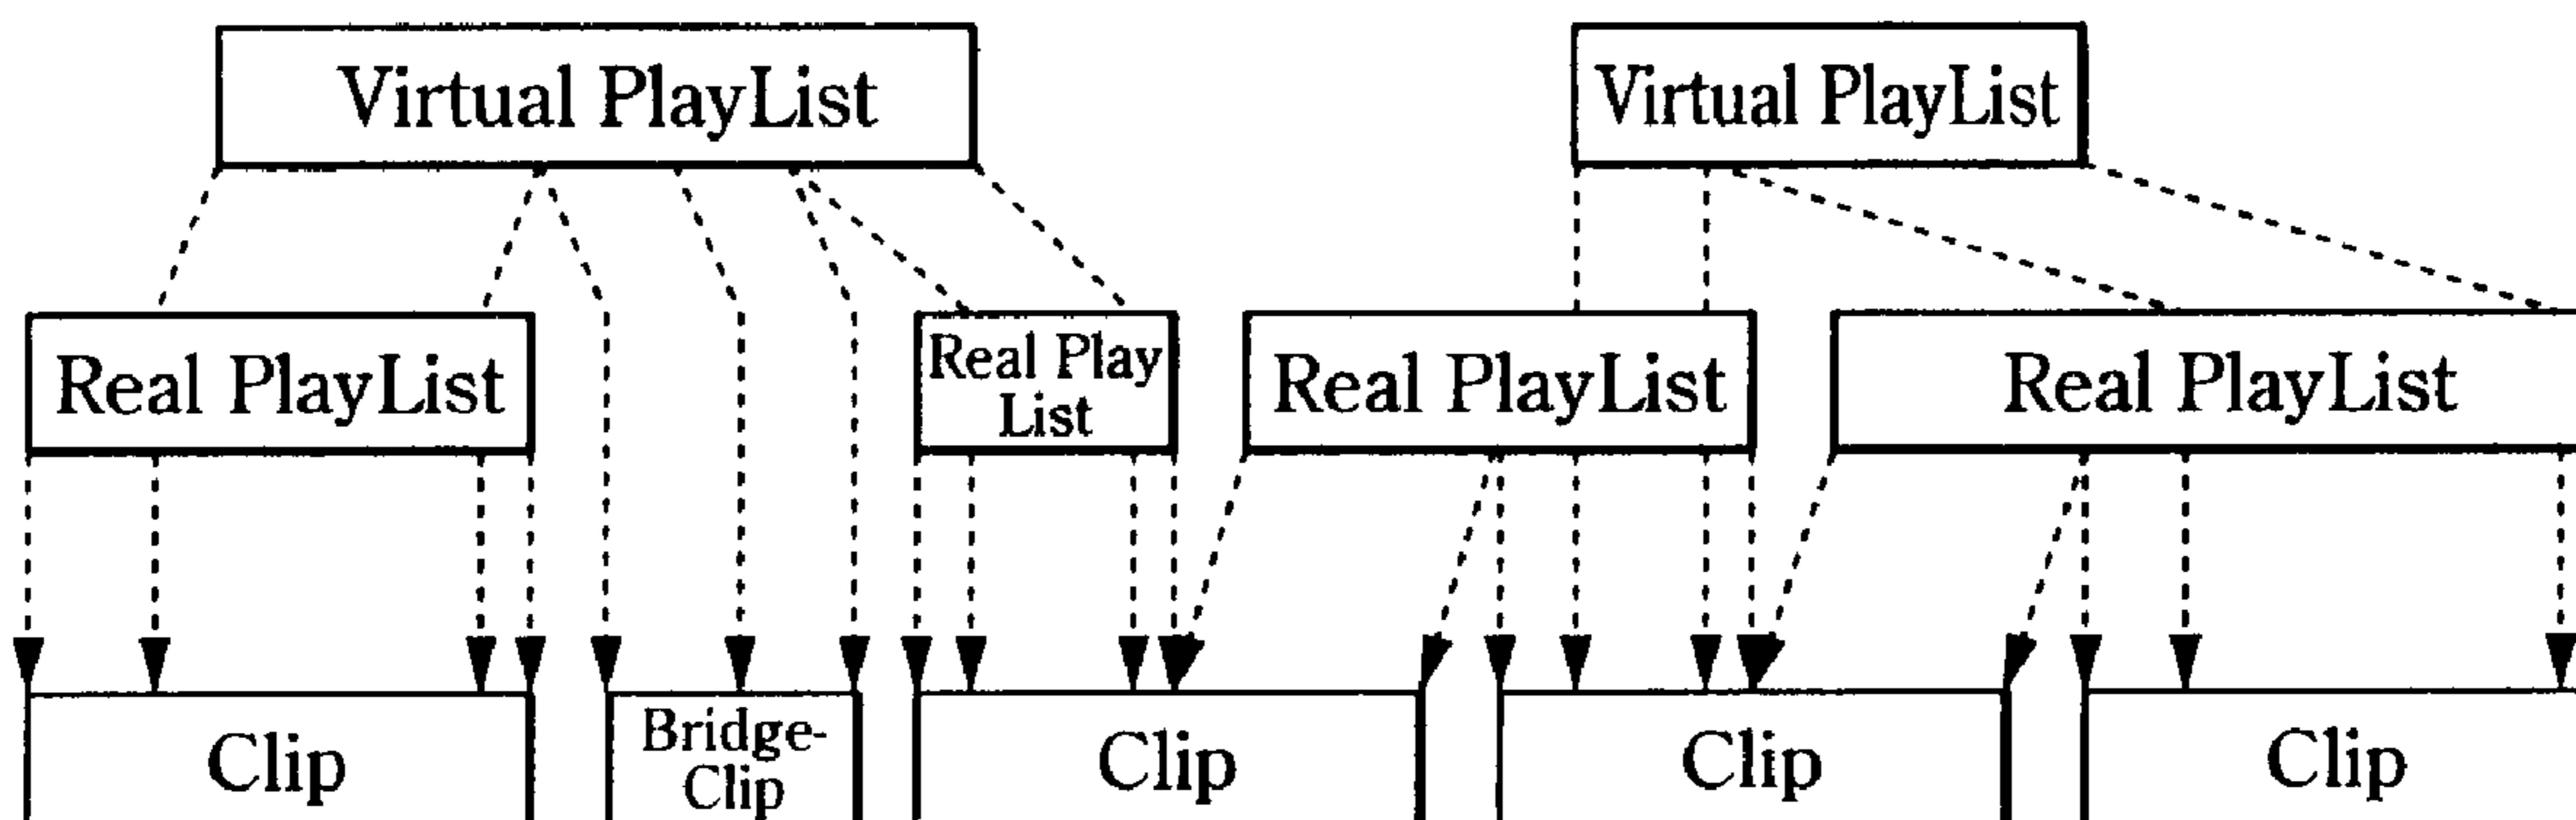 Virtual PlayList
Virtual PlayList
Real PlayList
Real Play
List
Real PlayList
Real PlayList
Clip
Bridge-
Clip
Clip
Clip
Clip